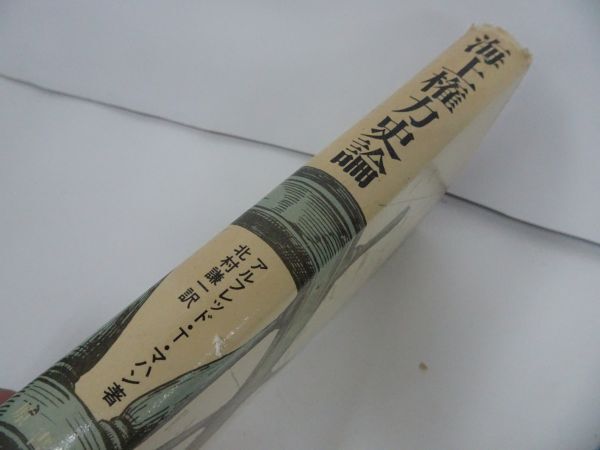 海上権力史論
アルフレッド・T・マハン著
北村謙一訳